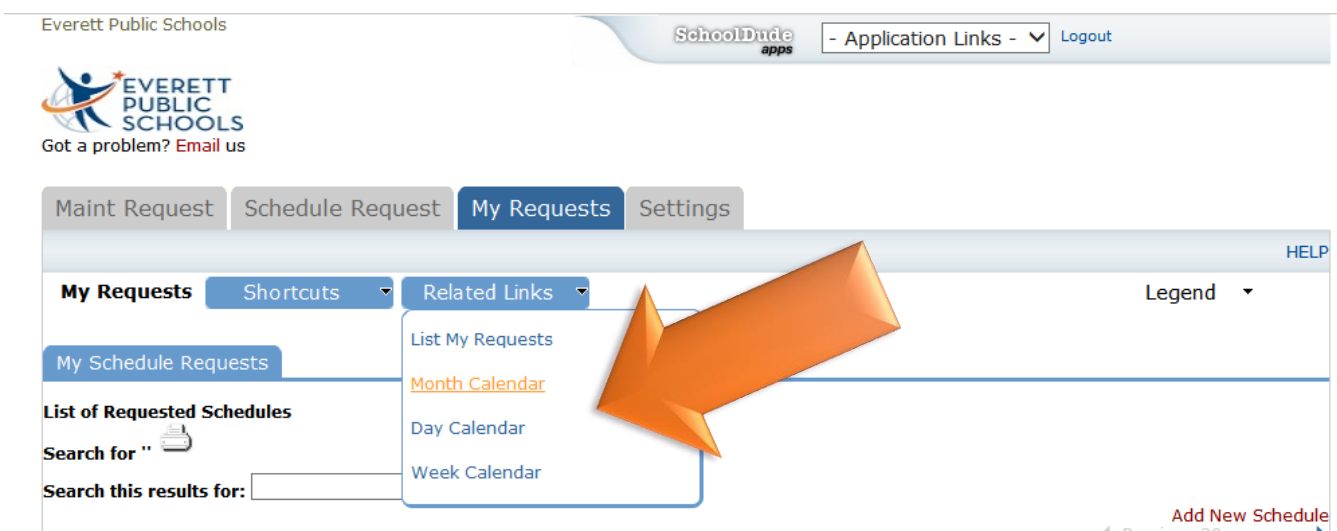 Everett Public Schools
SchoolDude apps
- Application Links -
Logout
EVERETT
PUBLIC
SCHOOLS
Got a problem? Email us
Maint Request
Schedule Request
My Requests
Settings
HELP
My Requests
Shortcuts
Related Links
Legend
List My Requests
My Schedule Requests
Month Calendar
List of Requested Schedules
Day Calendar
Search for ''
Week Calendar
Search this results for:
Add New Schedule